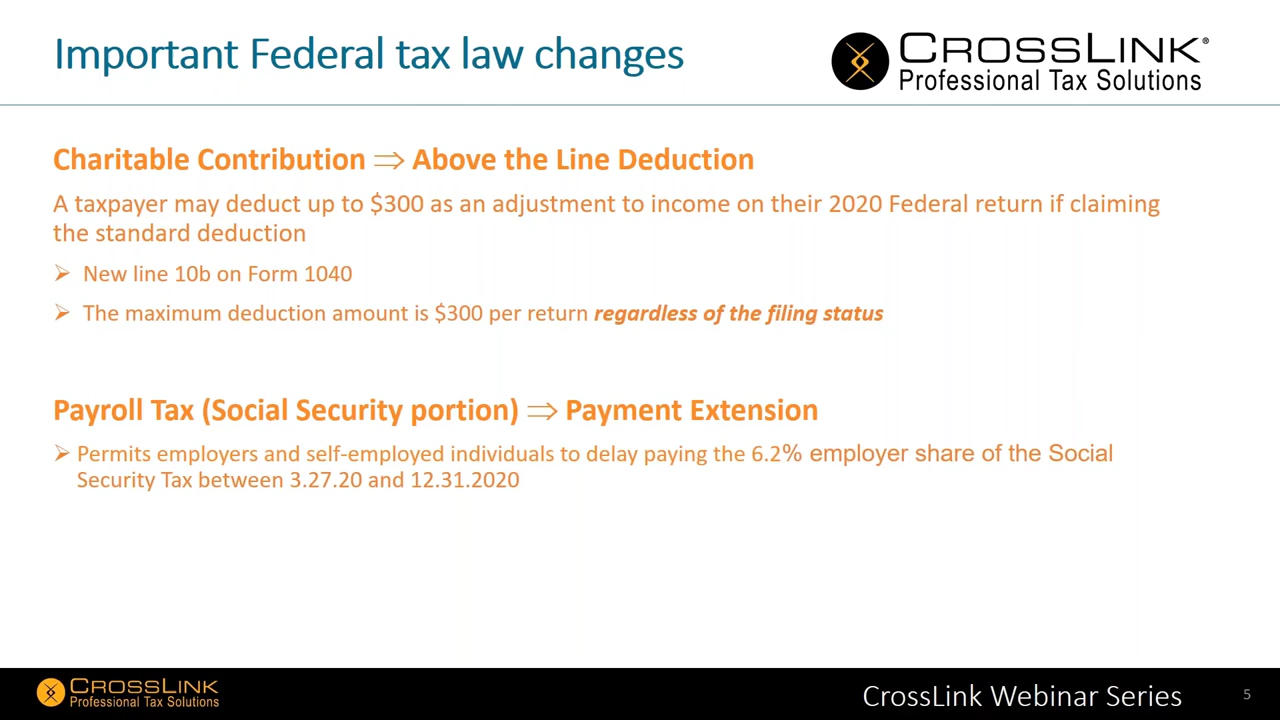 Important Federal tax law changes
CROSSLINK®
Professional Tax Solutions
Charitable Contribution ⇒ Above the Line Deduction
A taxpayer may deduct up to $300 as an adjustment to income on their 2020 Federal return if claiming
the standard deduction
➢ New line 10b on Form 1040
➢ The maximum deduction amount is $300 per return regardless of the filing status
Payroll Tax (Social Security portion) ⇒ Payment Extension
➢ Permits employers and self-employed individuals to delay paying the 6.2% employer share of the Social
Security Tax between 3.27.20 and 12.31.2020
CROSSLINK
Professional Tax Solutions
CrossLink Webinar Series
5